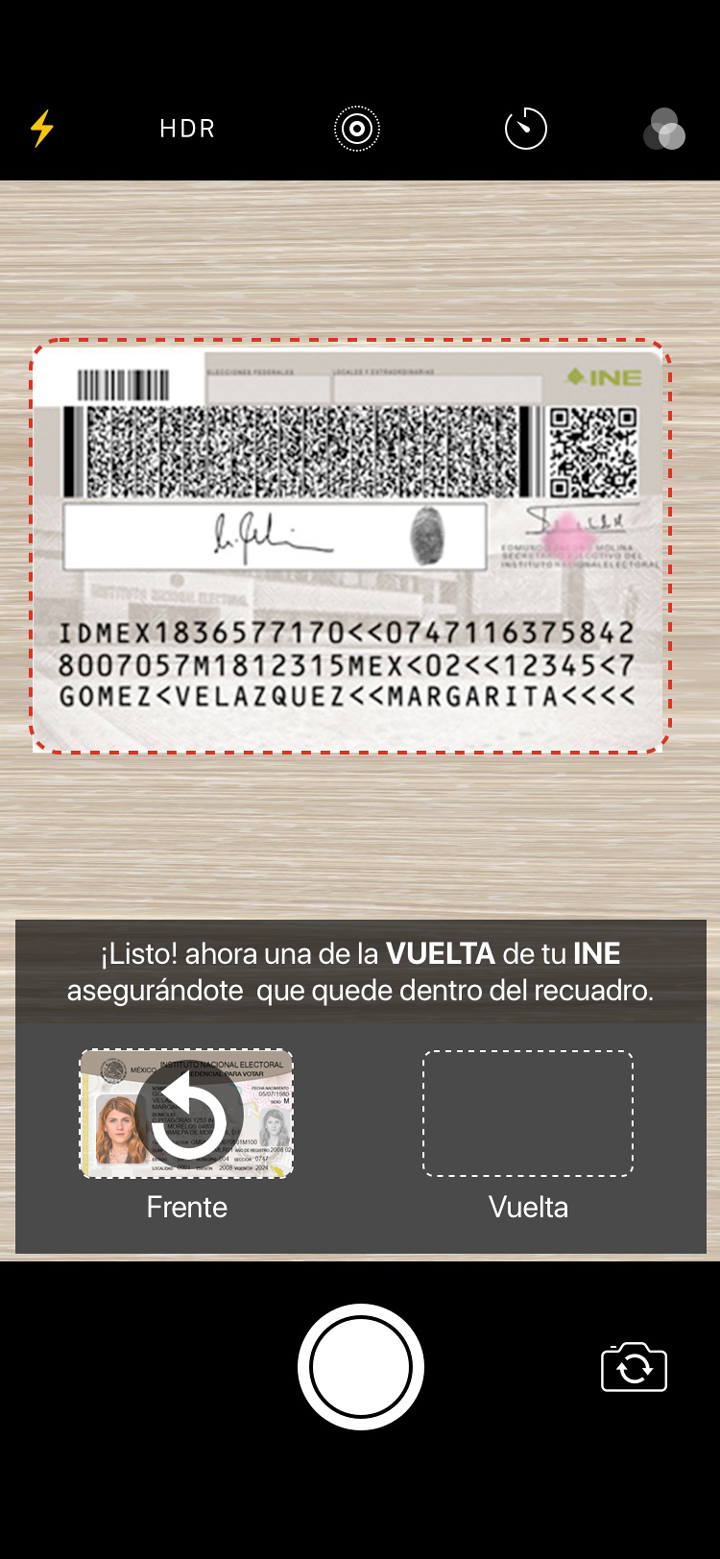 HDR
ELECCIONES FEDERALES
LOCALES Y EXTRAORDINARIAS
INE
EDMUNDO JACOBO MOLINA
SECRETARIO EJECUTIVO DEL
INSTITUTO NACIONAL ELECTORAL
IDMEX1836577170<<0747116375842
8007057M1812315MEX<02<<12345<7
GOMEZ<VELAZQUEZ<<MARGARITA<<<<
¡Listo! ahora una de la VUELTA de tu INE
asegurándote que quede dentro del recuadro.
MÉXICO INSTITUTO NACIONAL ELECTORAL
CREDENCIAL PARA VOTAR
FECHA NACIMIENTO
05/07/1980
SEXO M
Frente
Vuelta